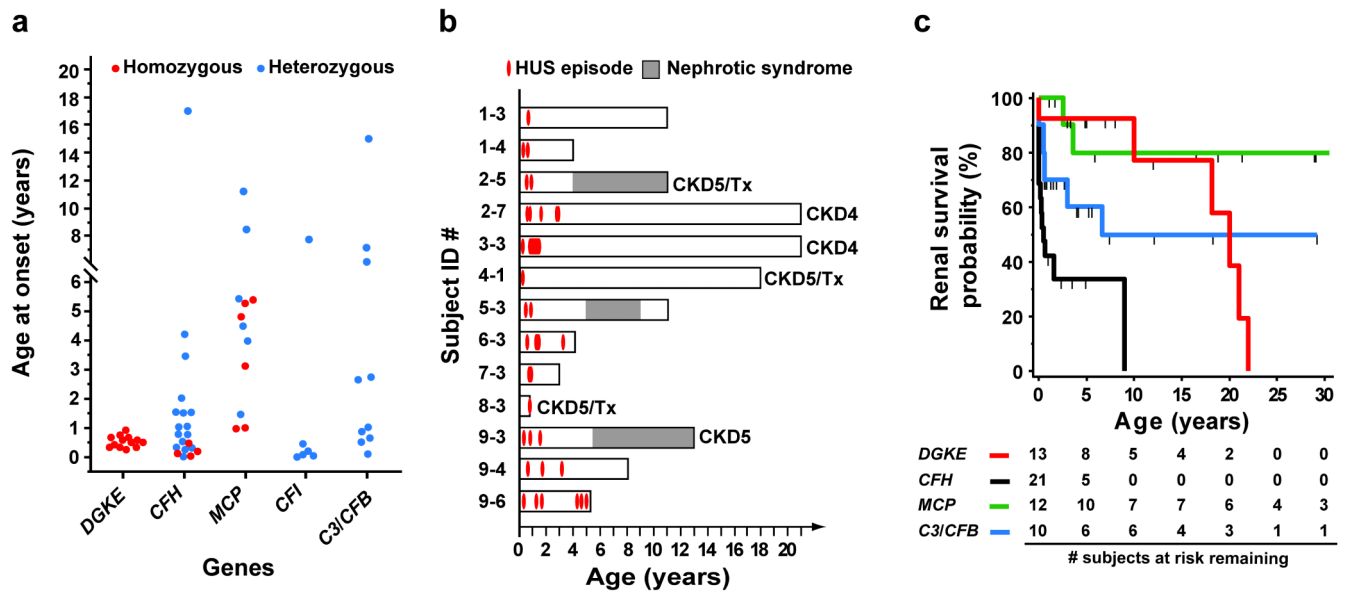 a
Homozygous Heterozygous
Age at onset (years)
20
18
16
14
12
10
8
6
5
4
3
2
1
0
DGKE CFH MCP CFI C3/CFB
Genes
b
HUS episode Nephrotic syndrome
Subject ID #
1-3
1-4
2-5 CKD5/Tx
2-7 CKD4
3-3 CKD4
4-1 CKD5/Tx
5-3
6-3
7-3
8-3 CKD5/Tx
9-3 CKD5
9-4
9-6
0 2 4 6 8 10 12 14 16 18 20
Age (years)
c
Renal survival
probability (%)
100
80
60
40
20
0
0 5 10 15 20 25 30
Age (years)
DGKE 13 8 5 4 2 0 0
CFH 21 5 0 0 0 0 0
MCP 12 10 7 7 6 4 3
C3/CFB 10 6 6 4 3 1 1
# subjects at risk remaining